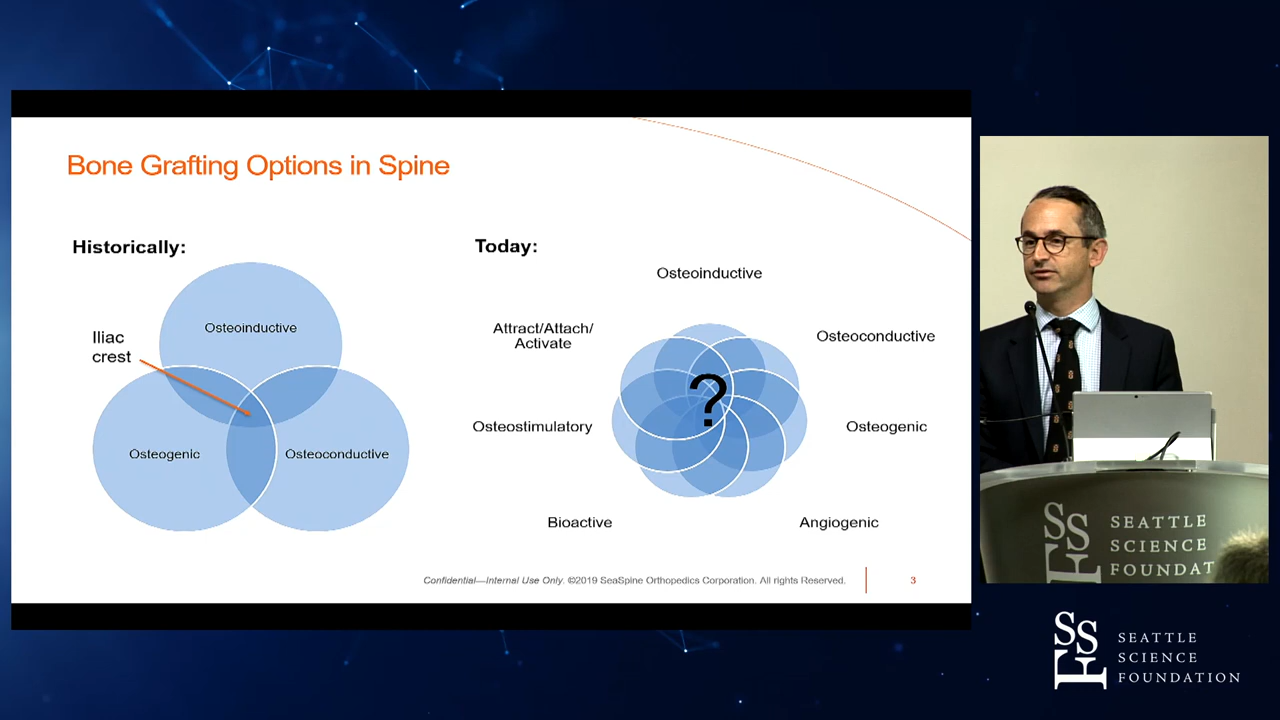 Bone Grafting Options in Spine
Historically:
Osteoinductive
Iliac
crest
Osteogenic
Osteoconductive
Today:
Osteoinductive
Attract/Attach/
Activate
Osteoconductive
?
Osteostimulatory
Osteogenic
Bioactive
Angiogenic
Confidential—Internal Use Only. ©2019 SeaSpine Orthopedics Corporation. All rights Reserved.
3
SSF
SEATTLE
SCIENCE
FOUNDAT
SSF
SEATTLE
SCIENCE
FOUNDATION